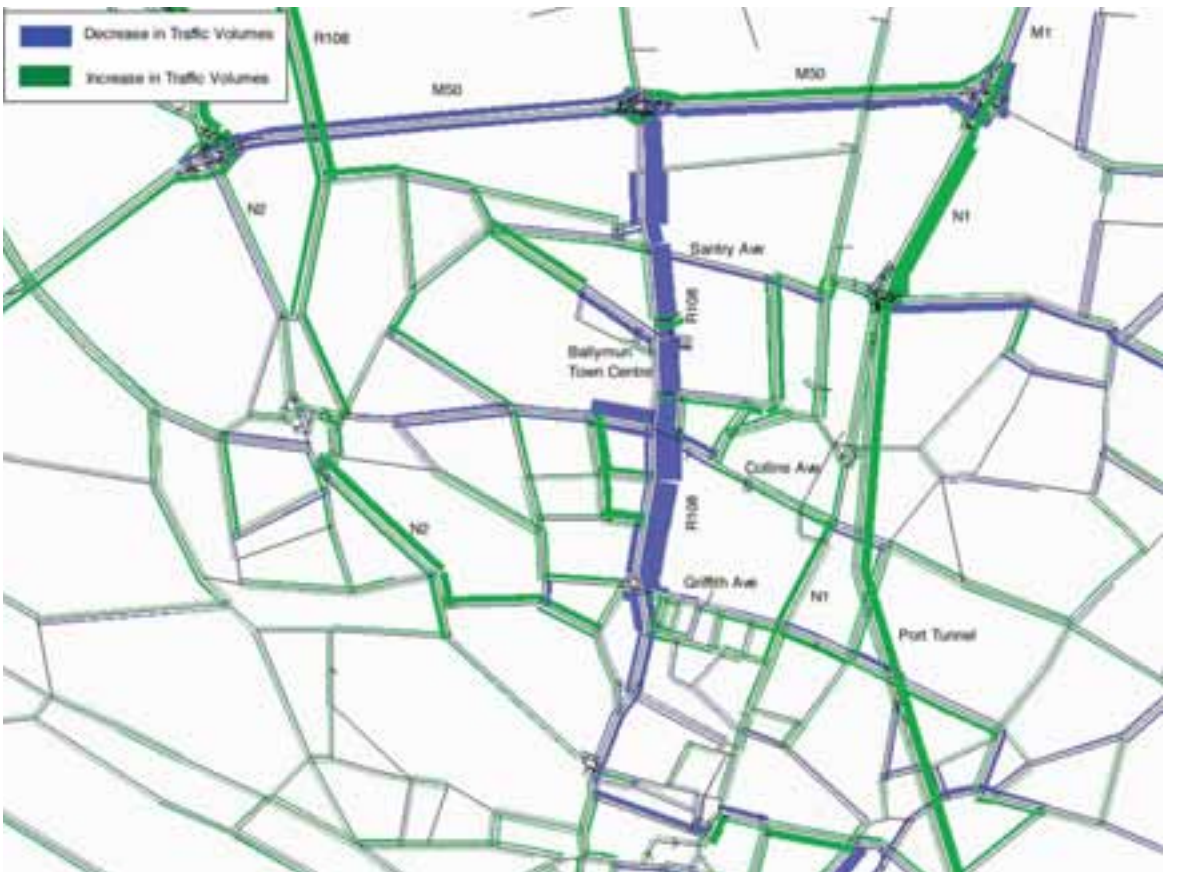 Decrease in Traffic Volumes
Increase in Traffic Volumes
R108
M50
M50
M1
N2
N1
Santry Ave
R108
Ballymun
Town Centre
Collins Ave
R108
N2
Griffith Ave
N1
Port Tunnel